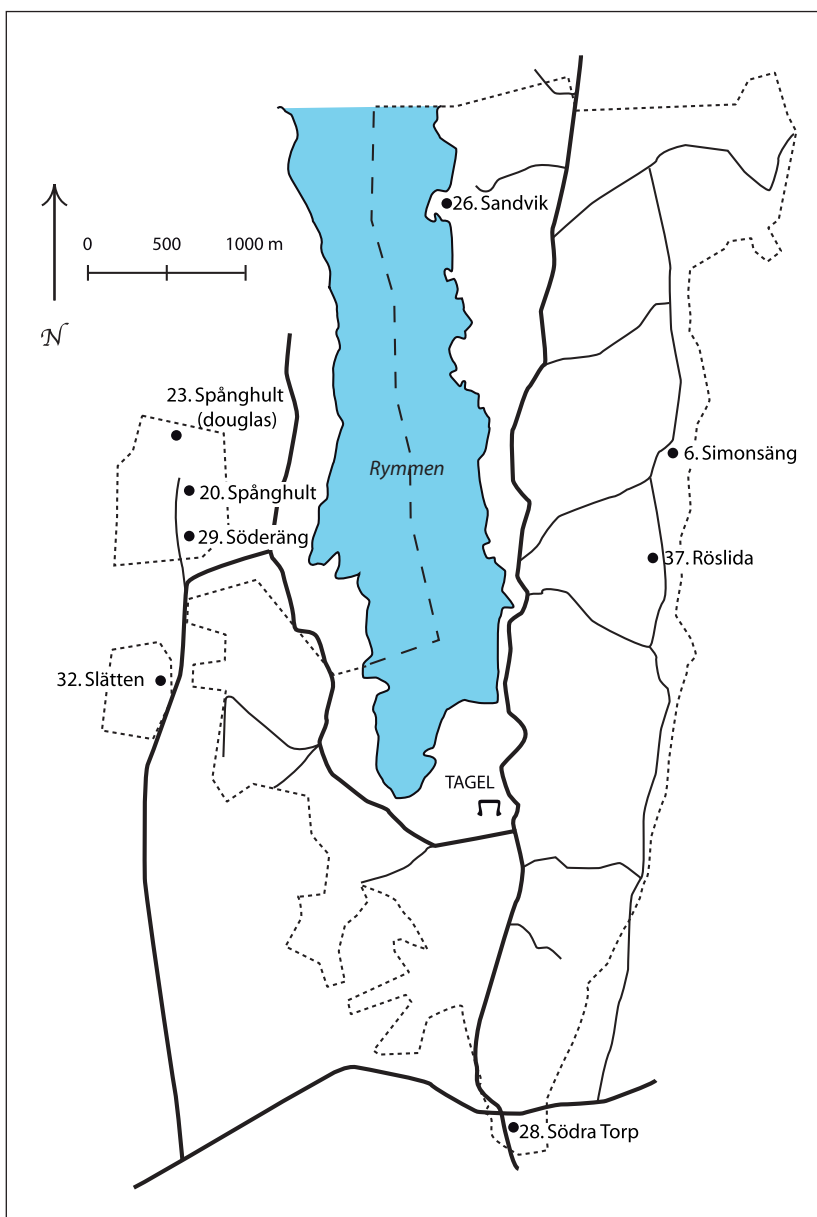 26. Sandvik
0 500 1000 m
N
23. Spånghult
(douglas)
6. Simonsäng
Rymmen
20. Spånghult
29. Söderäng
37. Röslida
32. Slätten
TAGEL
28. Södra Torp